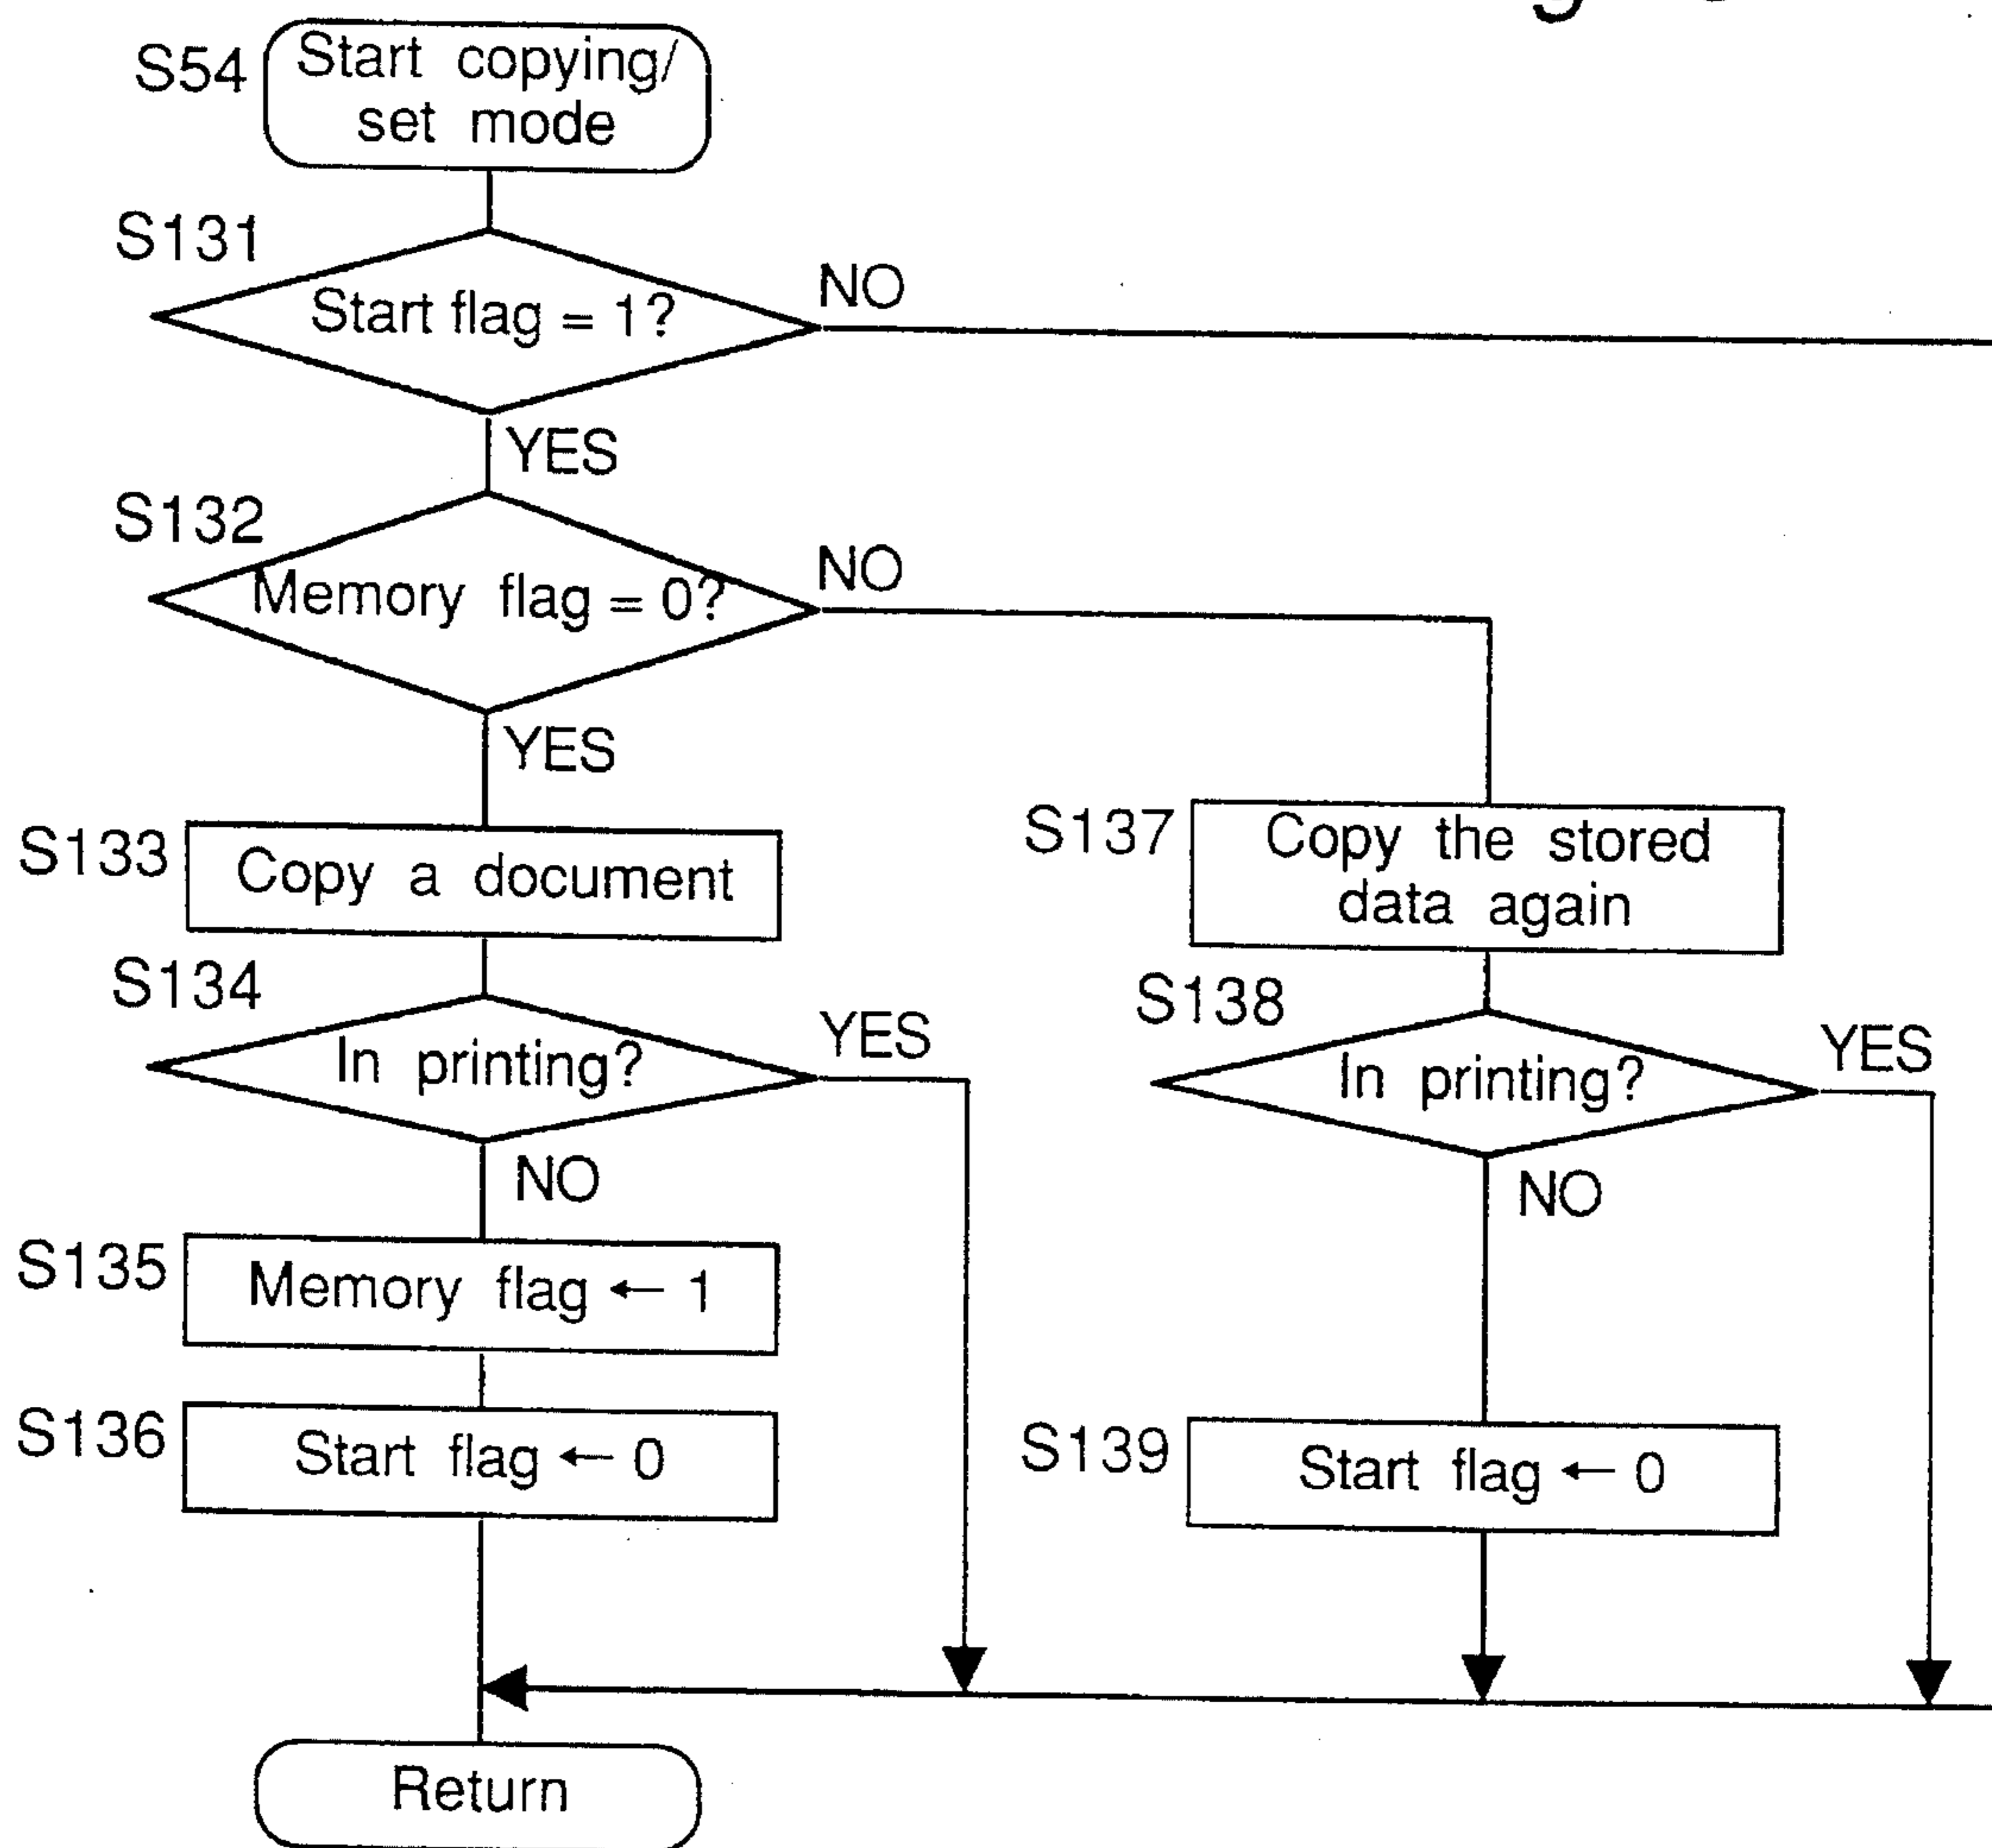 S54
Start copying/
set mode
S131
Start flag = 1?
NO
YES
S132
Memory flag = 0?
NO
YES
S133
Copy a document
S137
Copy the stored
data again
S134
In printing?
YES
NO
S138
In printing?
YES
NO
S135
Memory flag ← 1
S136
Start flag ← 0
S139
Start flag ← 0
Return